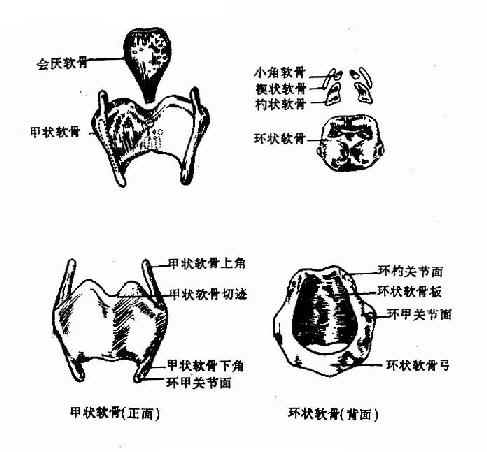 会厌软骨
甲状软骨
小角软骨
楔状软骨
杓状软骨
环状软骨
甲状软骨上角
甲状软骨切迹
甲状软骨下角
环甲关节面
甲状软骨(正面)
环杓关节面
环状软骨板
环甲关节面
环状软骨弓
环状软骨(背面)